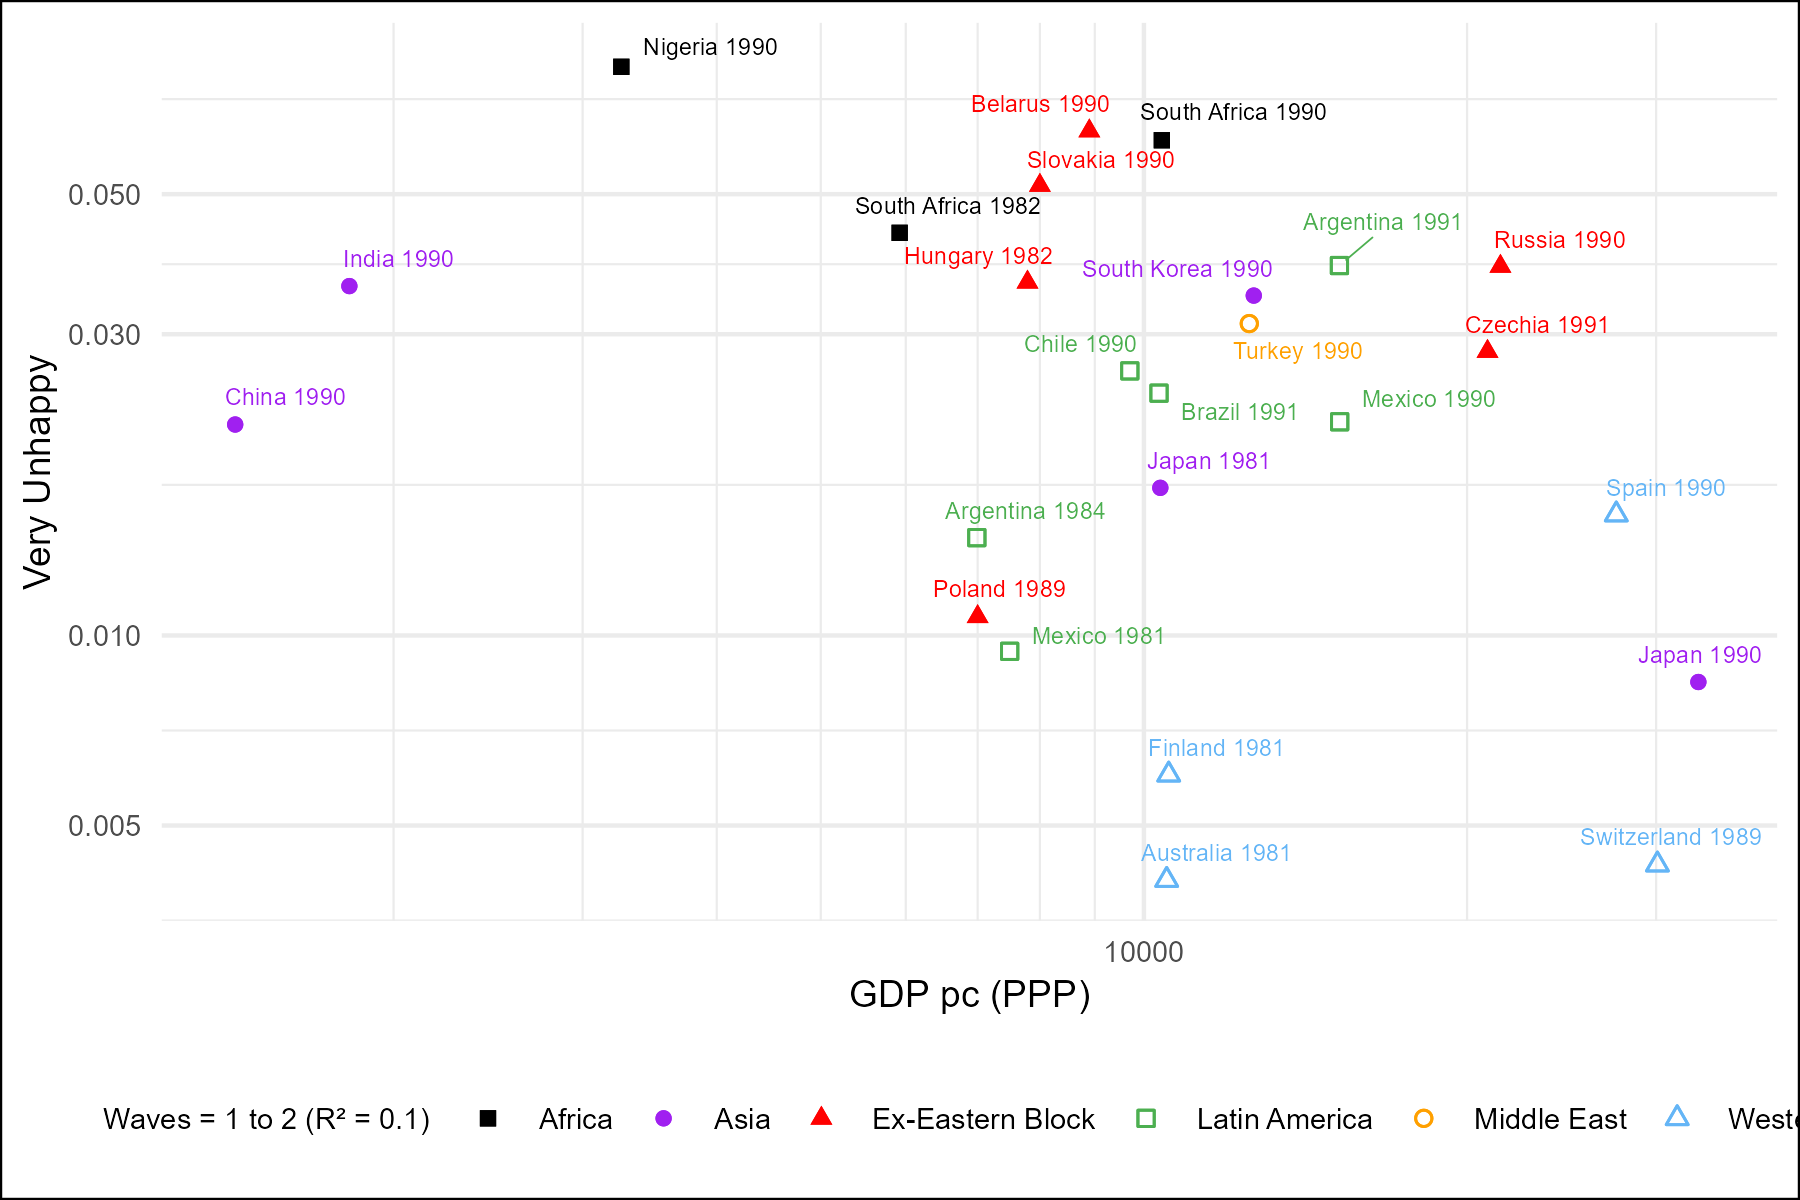 Nigeria 1990
Belarus 1990
South Africa 1990
Slovakia 1990
0.050
South Africa 1982
Argentina 1991
Russia 1990
India 1990
Hungary 1982
South Korea 1990
0.030
Czechia 1991
Chile 1990
Turkey 1990
China 1990
Brazil 1991
Mexico 1990
Very Unhappy
Japan 1981
Spain 1990
Argentina 1984
Poland 1989
0.010
Mexico 1981
Japan 1990
Finland 1981
0.005
Switzerland 1989
Australia 1981
10000
GDP pc (PPP)
Waves = 1 to 2 (R² = 0.1) Africa Asia Ex-Eastern Block Latin America Middle East